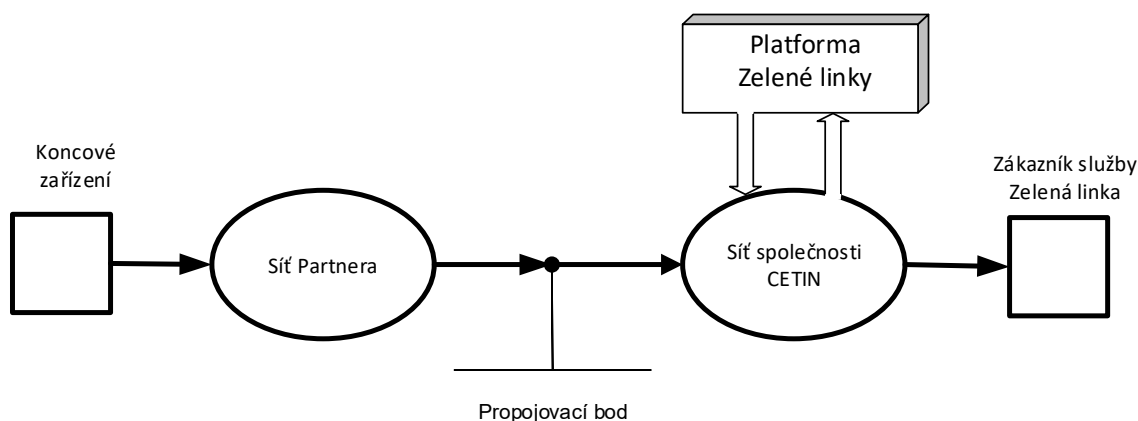 Platforma
Zelené linky
Koncové
zařízení
Zákazník služby
Zelená linka
Síť Partnera
Síť společnosti
CETIN
Propojovací bod